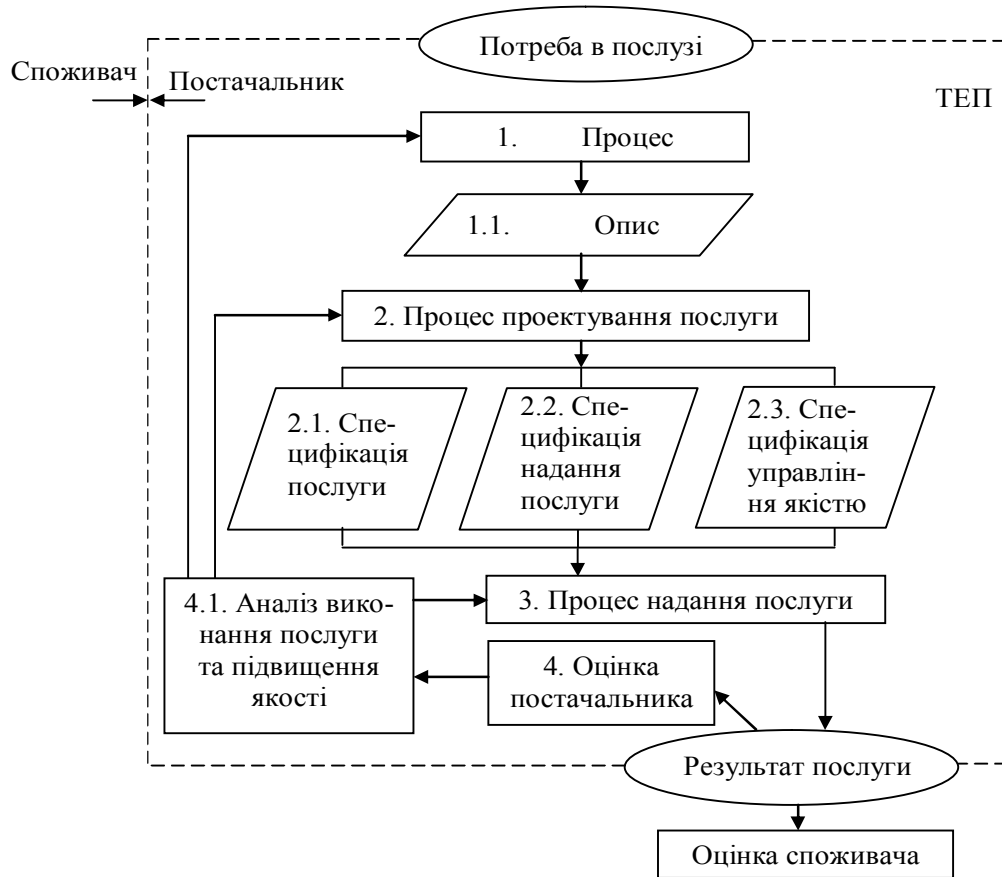 Потреба в послузі
Споживач
Постачальник
ТЕП
1. Процес
1.1. Опис
2. Процес проектування послуги
2.1. Спе-
цифікація
послуги
2.2. Спе-
цифікація
надання
послуги
2.3. Спе-
цифікація
управлін-
ня якістю
4.1. Аналіз вико-
нання послуги
та підвищення
якості
3. Процес надання послуги
4. Оцінка
постачальника
Результат послуги
Оцінка споживача